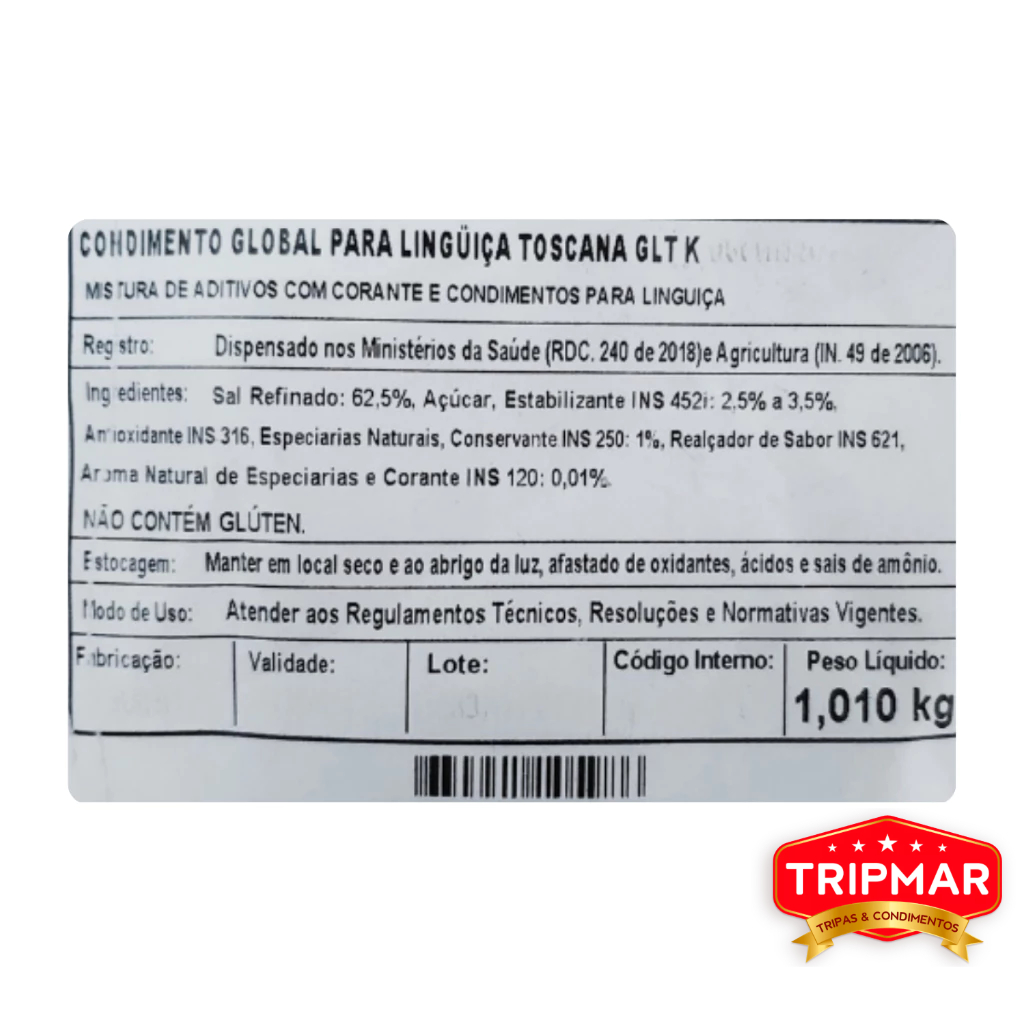 CONDIMENTO GLOBAL PARA LINGÜIÇA TOSCANA GLT K
MISTURA DE ADITIVOS COM CORANTE E CONDIMENTOS PARA LINGUIÇA
Registro: Dispensado nos Ministérios da Saúde (RDC. 240 de 2018)e Agricultura (IN. 49 de 2006).
Ingredientes: Sal Refinado: 62,5%, Açúcar, Estabilizante INS 452i: 2,5% a 3,5%,
Antioxidante INS 316, Especiarias Naturais, Conservante INS 250: 1%, Realçador de Sabor INS 621,
Aroma Natural de Especiarias e Corante INS 120: 0,01%.
NÃO CONTÉM GLÚTEN.
Estocagem: Manter em local seco e ao abrigo da luz, afastado de oxidantes, ácidos e sais de amônio.
Modo de Uso: Atender aos Regulamentos Técnicos, Resoluções e Normativas Vigentes.
Fabricação: Validade: Lote: Código Interno: Peso Líquido:
1,010 kg
TRIPMAR
TRIPAS & CONDIMENTOS